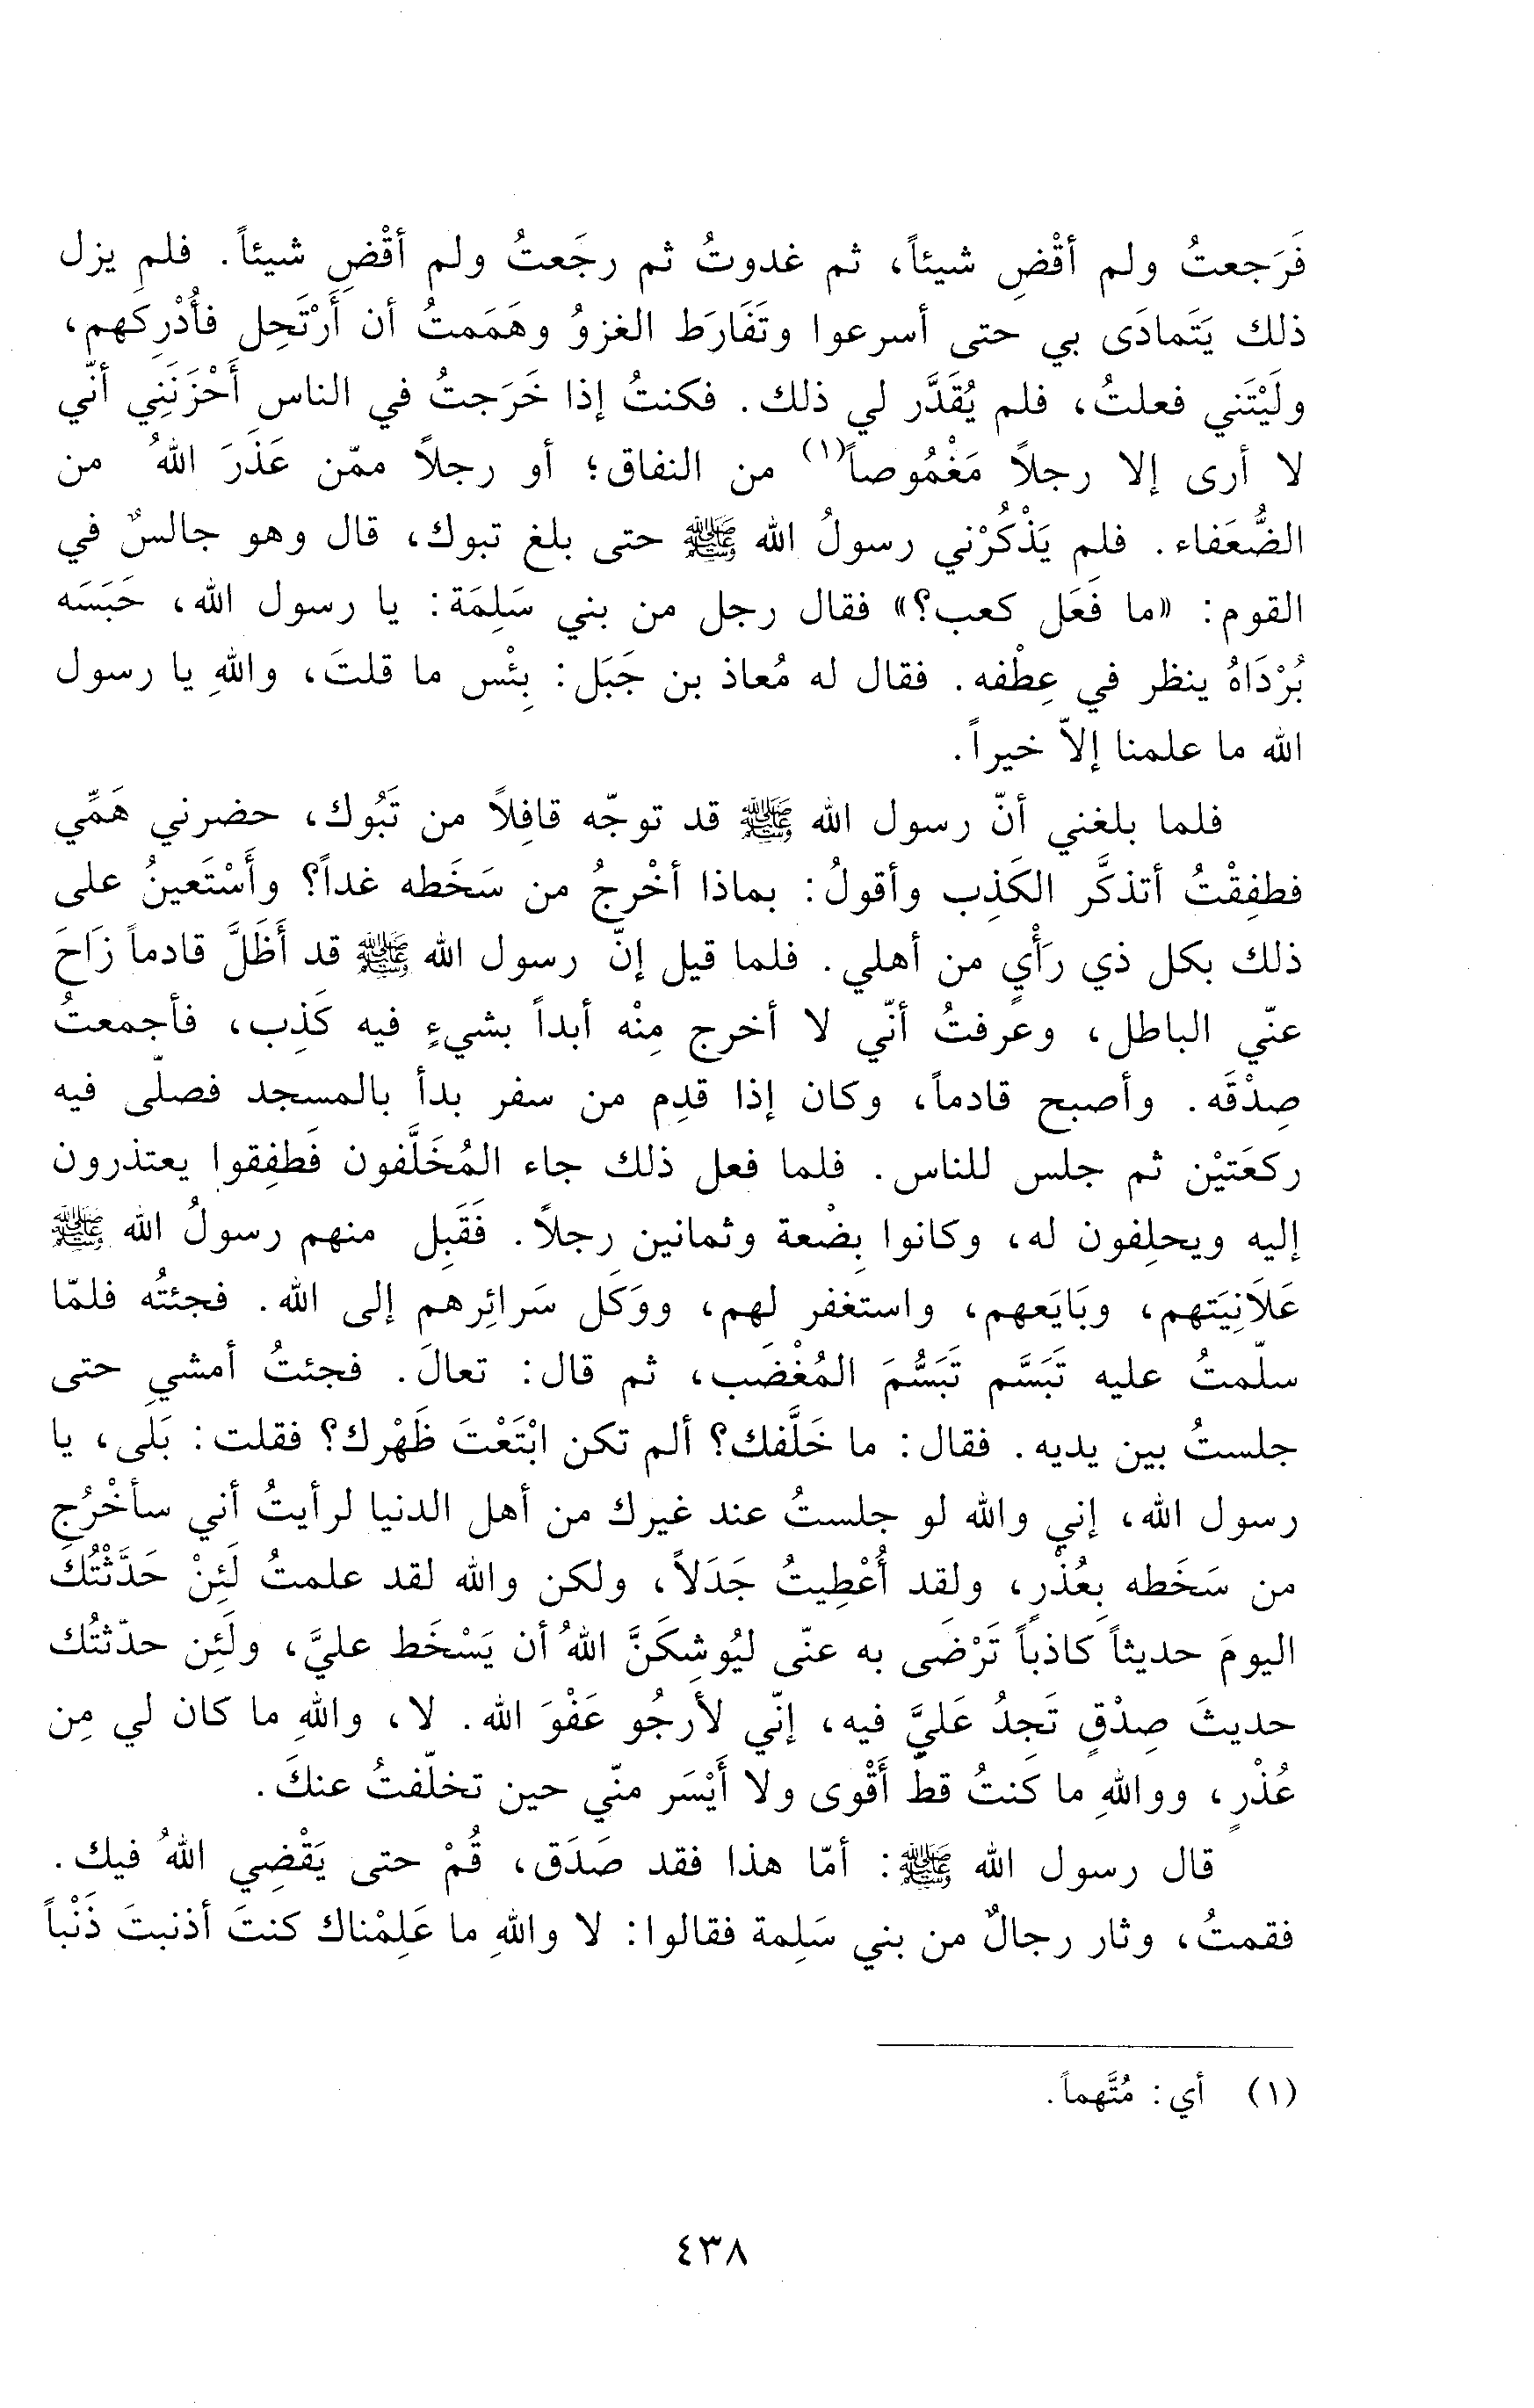 فَرَجعتُ ولم أقْضِ شيئاً، ثم غدوتُ ثم رجَعتُ ولم أقْضِ شيئاً. فلم يزل
ذلك يَتَمادَى بي حتى أسرعوا وتَفَارَط الغزوُ وهَمَمتُ أن أَرْتَحِل فأُدْرِكَهم،
ولَيْتَني فعلتُ، فلم يُقَدَّر لي ذلك. فكنتُ إذا خَرَجتُ في الناس أَحْزَنَنِي أنّي
لا أرى إلا رجلاً مَغْمُوصاً(١) من النفاق؛ أو رجلاً ممّن عَذَرَ اللهُ من
الضُّعَفاء. فلم يَذْكُرْني رسولُ الله ﷺ حتى بلغ تبوك، قال وهو جالسٌ في
القوم: «ما فَعَل كعب؟» فقال رجل من بني سَلِمَة: يا رسول الله، حَبَسَه
بُرْدَاهُ ينظر في عِطْفه. فقال له مُعاذ بن جَبَل: بِئْس ما قلتَ، واللهِ يا رسول
الله ما علمنا إلاّ خيراً.
فلما بلغني أنّ رسول الله ﷺ قد توجّه قافِلاً من تَبُوك، حضرني هَمِّي
فطفِقْتُ أتذكَّر الكَذِب وأقولُ: بماذا أخْرجُ من سَخَطه غداً؟ وأَسْتَعينُ على
ذلك بكل ذي رَأْيٍ من أهلي. فلما قيل إنّ رسول الله ﷺ قد أَظَلَّ قادماً زَاحَ
عنّي الباطل، وعرفتُ أنّي لا أخرج مِنْه أبداً بشيءٍ فيه كَذِب، فأجمعتُ
صِدْقَه. وأصبح قادماً، وكان إذا قدِم من سفر بدأ بالمسجد فصلّى فيه
ركعَتيْن ثم جلس للناس. فلما فعل ذلك جاء المُخَلَّفون فَطفِقوا يعتذرون
إليه ويحلِفون له، وكانوا بِضْعة وثمانين رجلاً. فَقَبِل منهم رسولُ الله ﷺ
عَلاَنِيَتهم، وبَايَعهم، واستغفر لهم، ووَكَل سَرائِرهم إلى الله. فجئتُه فلمّا
سلّمتُ عليه تَبَسَّم تَبَسُّمَ المُغْضَب، ثم قال: تعالَ. فجئتُ أمشي حتى
جلستُ بين يديه. فقال: ما خَلَّفك؟ ألم تكن ابْتَعْتَ ظَهْرك؟ فقلت: بَلى، يا
رسول الله، إني والله لو جلستُ عند غيرك من أهل الدنيا لرأيتُ أني سأخْرُج
من سَخَطه بِعُذْرٍ، ولقد أُعْطِيتُ جَدَلاً، ولكن والله لقد علمتُ لَئِنْ حَدَّثْتُكَ
اليومَ حديثاً كاذباً تَرْضَى به عنّى ليُوشِكَنَّ اللهُ أن يَسْخَط عليَّ، ولَئِن حدّثتُك
حديثَ صِدْقٍ تَجِدُ عَليَّ فيه، إنّي لأرجُو عَفْوَ الله. لا، واللهِ ما كان لي مِن
عُذْرٍ، وواللهِ ما كنتُ قطّ أَقْوى ولا أَيْسَر منّي حين تخلّفتُ عنكَ.
قال رسول الله ﷺ: أمّا هذا فقد صَدَق، قُمْ حتى يَقْضِي اللهُ فيك.
فقمتُ، وثار رجالٌ من بني سَلِمة فقالوا: لا واللهِ ما عَلِمْناك كنتَ أذنبتَ ذَنْباً
(١) أي: مُتَّهماً.
٤٣٨